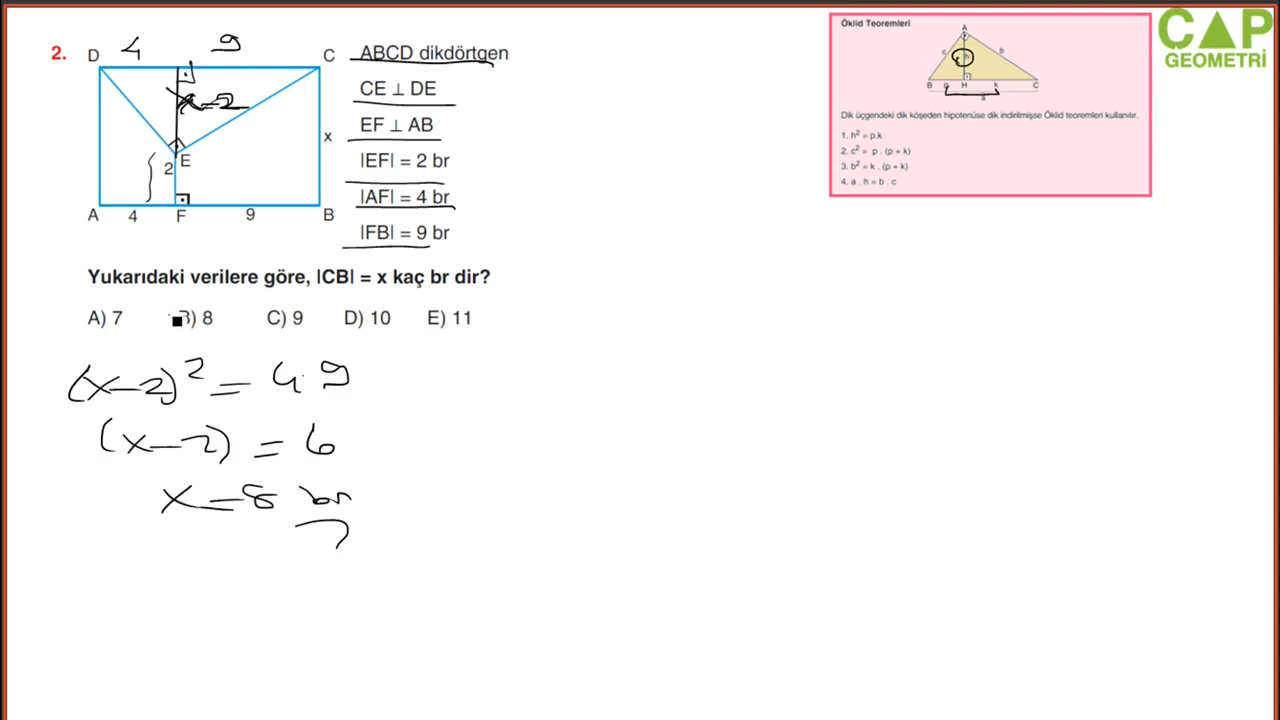 2.
D 4 9 C
x-2
x
E
2
A 4 F 9 B
ABCD dikdörtgen
CE ⊥ DE
EF ⊥ AB
|EF| = 2 br
|AF| = 4 br
|FB| = 9 br
Yukarıdaki verilere göre, |CB| = x kaç br dir?
A) 7 B) 8 C) 9 D) 10 E) 11
(x-2)² = 4.9
(x-2) = 6
x = 8 br
Öklid Teoremleri
A
c h b
B p H k C
a
Dik üçgendeki dik köşeden hipotenüse dik indirilmişse Öklid teoremleri kullanılır.
1. h² = p.k
2. c² = p . (p + k)
3. b² = k . (p + k)
4. a . h = b . c
ÇAP
GEOMETRİ